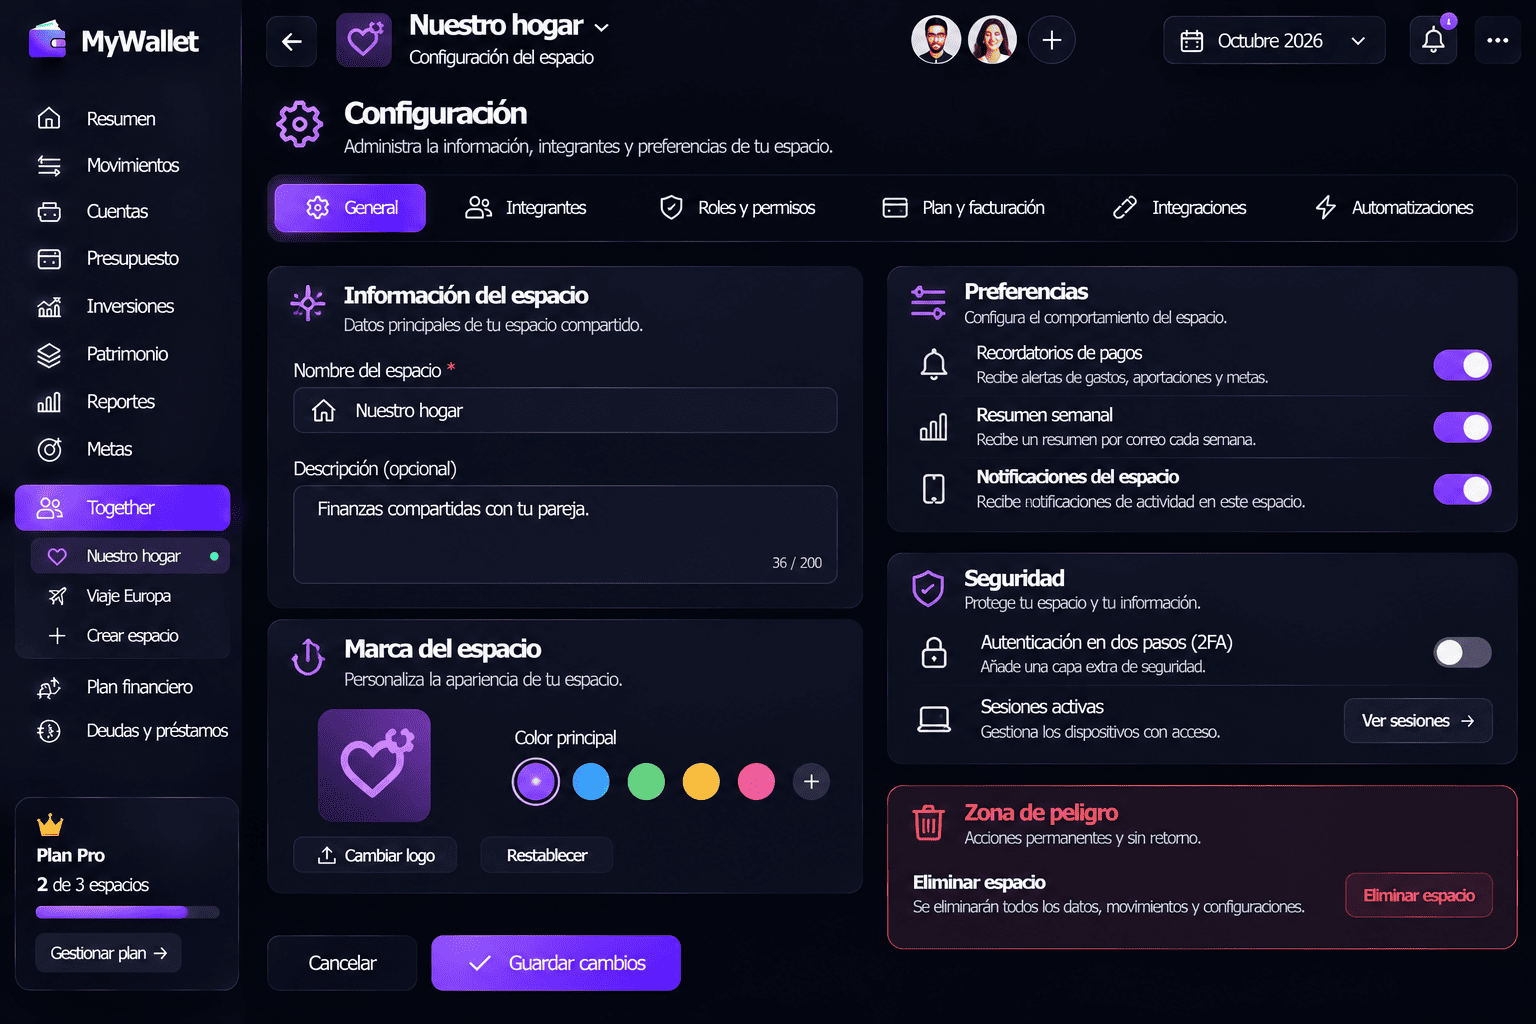 MyWallet
Nuestro hogar
Configuración del espacio
Octubre 2026
Resumen
Movimientos
Cuentas
Presupuesto
Inversiones
Patrimonio
Reportes
Metas
Together
Nuestro hogar
Viaje Europa
Crear espacio
Plan financiero
Deudas y préstamos
Plan Pro
2 de 3 espacios
Gestionar plan →
Configuración
Administra la información, integrantes y preferencias de tu espacio.
General
Integrantes
Roles y permisos
Plan y facturación
Integraciones
Automatizaciones
Información del espacio
Datos principales de tu espacio compartido.
Nombre del espacio *
Nuestro hogar
Descripción (opcional)
Finanzas compartidas con tu pareja.
36 / 200
Marca del espacio
Personaliza la apariencia de tu espacio.
Color principal
Cambiar logo
Restablecer
Cancelar
Guardar cambios
Preferencias
Configura el comportamiento del espacio.
Recordatorios de pagos
Recibe alertas de gastos, aportaciones y metas.
Resumen semanal
Recibe un resumen por correo cada semana.
Notificaciones del espacio
Recibe notificaciones de actividad en este espacio.
Seguridad
Protege tu espacio y tu información.
Autenticación en dos pasos (2FA)
Añade una capa extra de seguridad.
Sesiones activas
Gestiona los dispositivos con acceso.
Ver sesiones →
Zona de peligro
Acciones permanentes y sin retorno.
Eliminar espacio
Se eliminarán todos los datos, movimientos y configuraciones.
Eliminar espacio